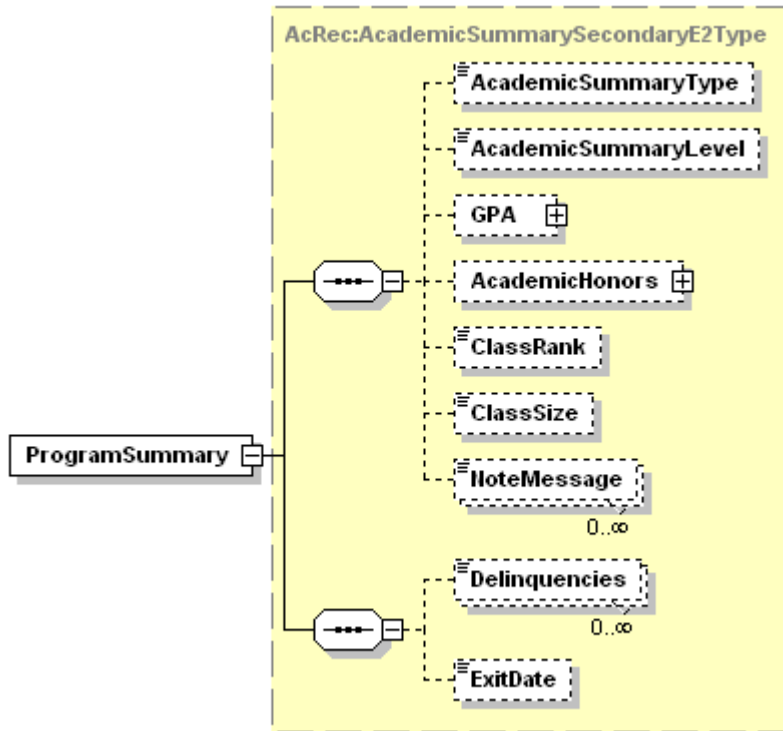 AcRec:AcademicSummarySecondaryE2Type
AcademicSummaryType
AcademicSummaryLevel
GPA
AcademicHonors
ClassRank
ClassSize
ProgramSummary
NoteMessage
0..∞
Delinquencies
0..∞
ExitDate